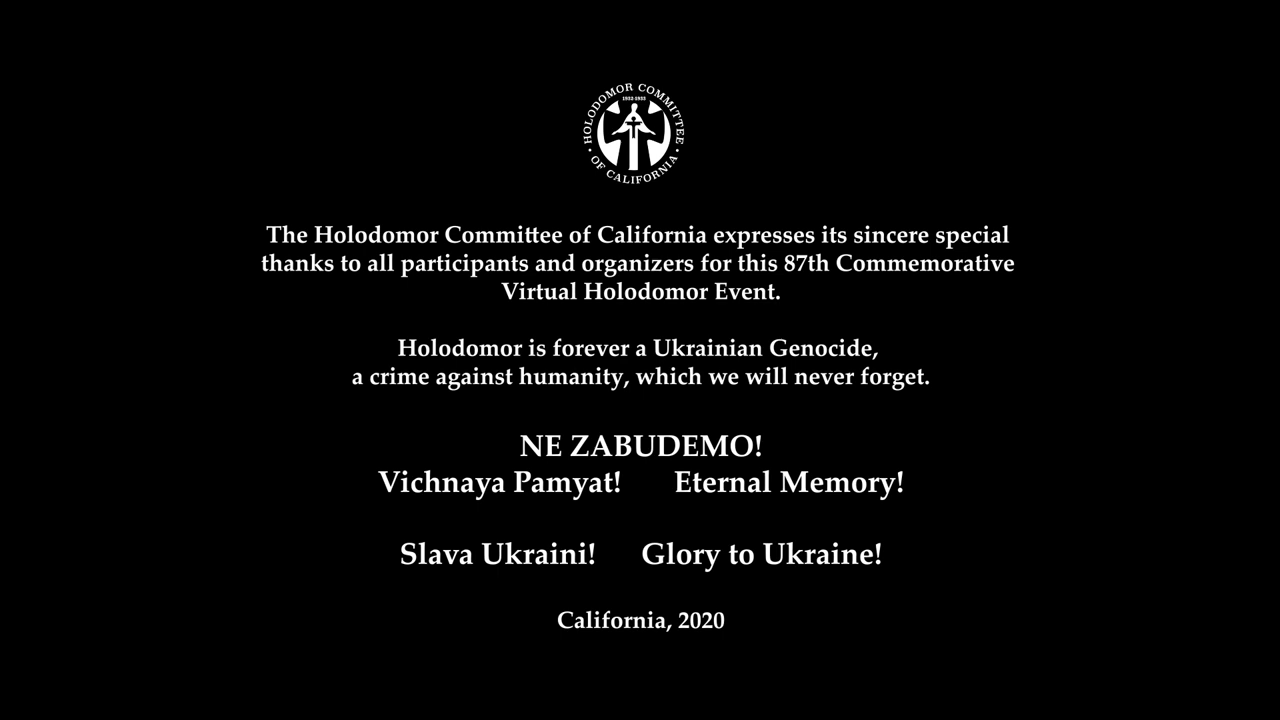 HOLODOMOR COMMITTEE
1932-1933
• OF CALIFORNIA •
The Holodomor Committee of California expresses its sincere special
thanks to all participants and organizers for this 87th Commemorative
Virtual Holodomor Event.
Holodomor is forever a Ukrainian Genocide,
a crime against humanity, which we will never forget.
NE ZABUDEMO!
Vichnaya Pamyat! Eternal Memory!
Slava Ukraini! Glory to Ukraine!
California, 2020